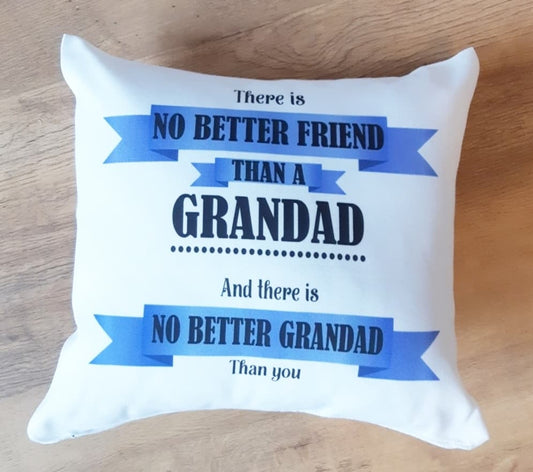 There is
NO BETTER FRIEND
THAN A
GRANDAD
And there is
NO BETTER GRANDAD
Than you